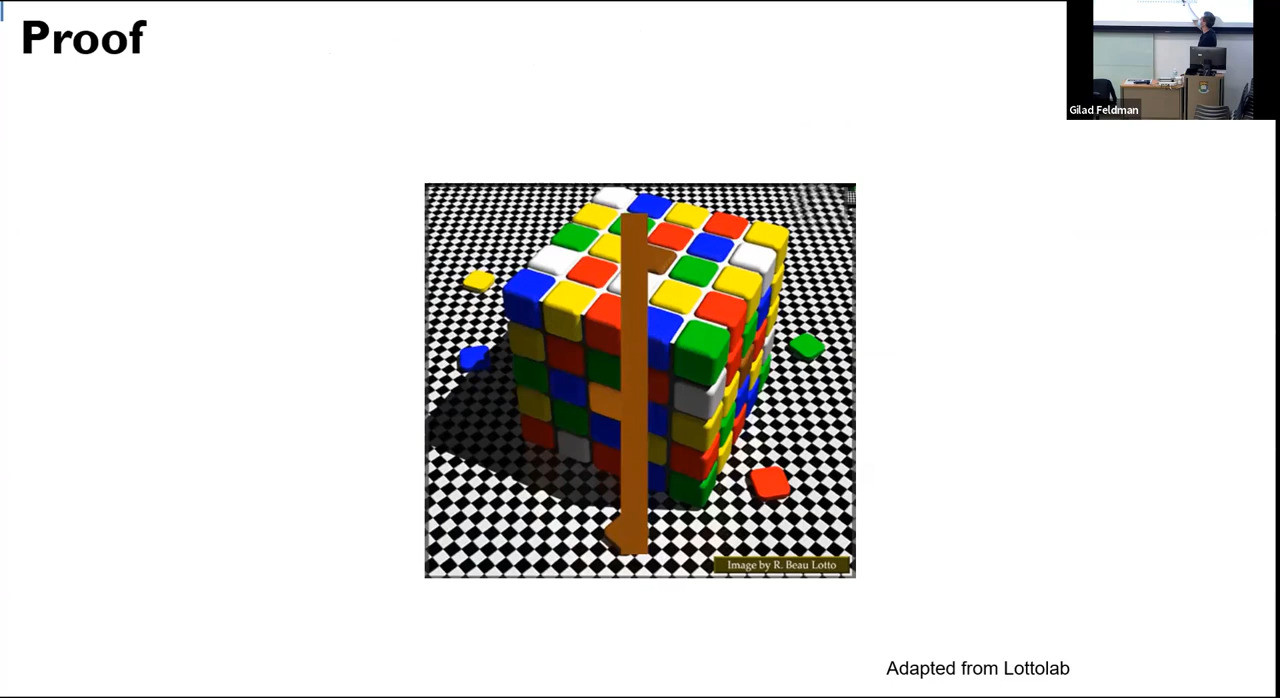 Proof
Gilad Feldman
Image by R. Beau Lotto
Adapted from Lottolab